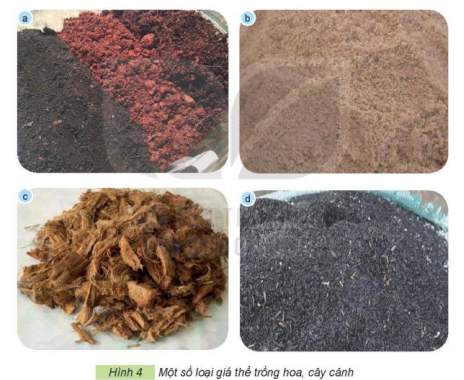 a
b
c
d
Hình 4 Một số loại giá thể trồng hoa, cây cảnh